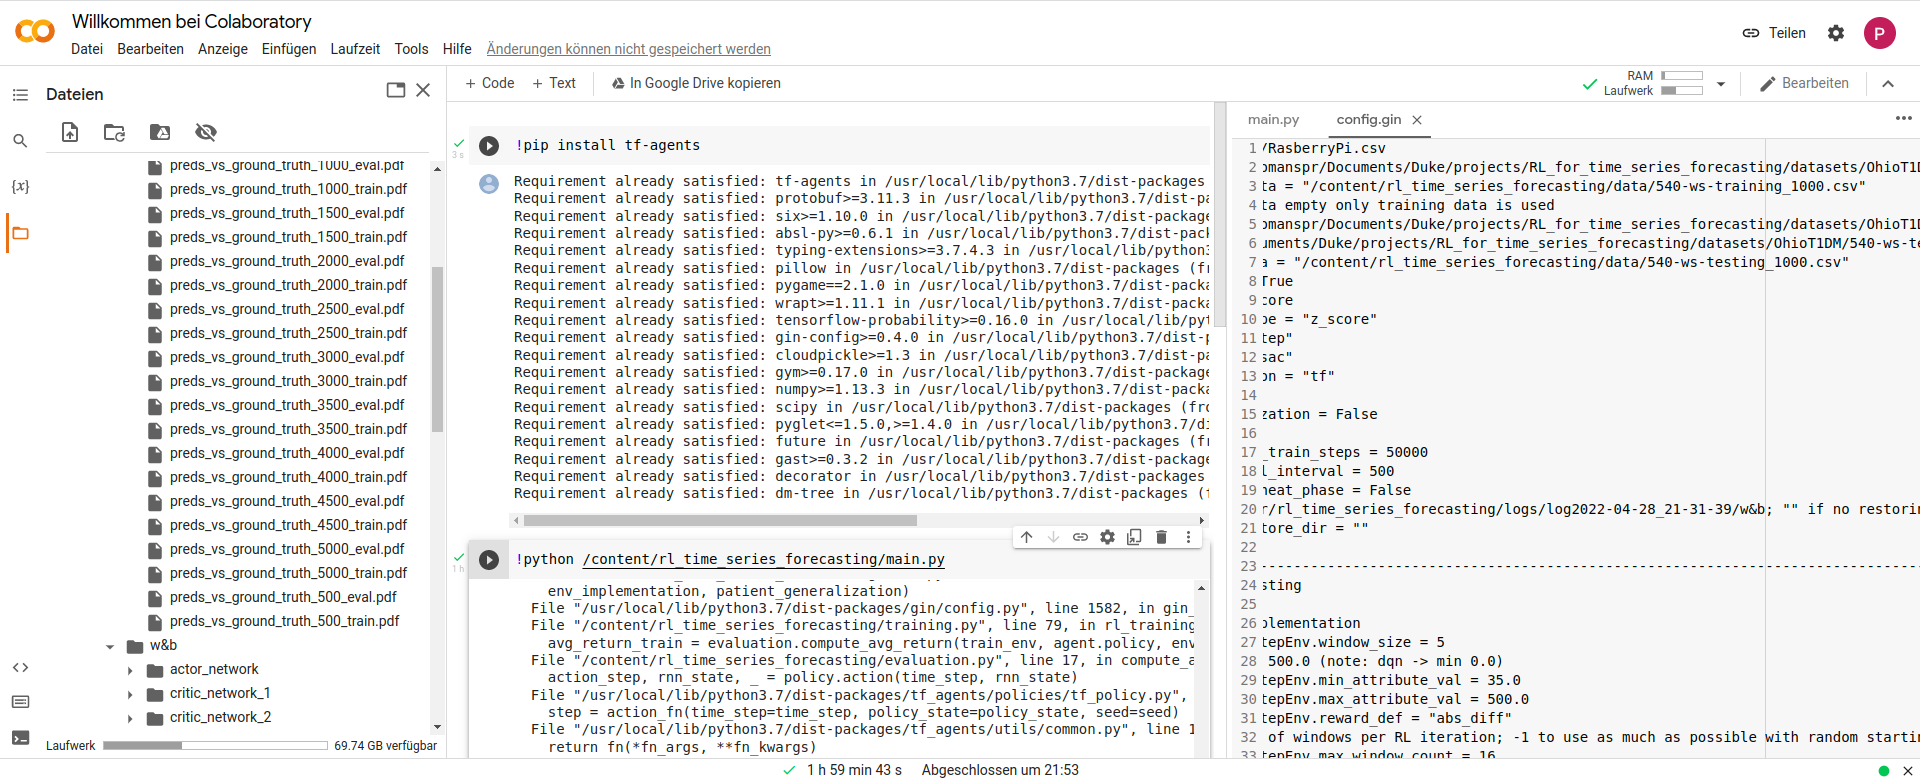 Willkommen bei Colaboratory
Datei Bearbeiten Anzeige Einfügen Laufzeit Tools Hilfe Änderungen können nicht gespeichert werden
Teilen
P
Dateien
+ Code + Text In Google Drive kopieren
RAM
Laufwerk
Bearbeiten
{x}
preds_vs_ground_truth_1000_eval.pdf
preds_vs_ground_truth_1000_train.pdf
preds_vs_ground_truth_1500_eval.pdf
preds_vs_ground_truth_1500_train.pdf
preds_vs_ground_truth_2000_eval.pdf
preds_vs_ground_truth_2000_train.pdf
preds_vs_ground_truth_2500_eval.pdf
preds_vs_ground_truth_2500_train.pdf
preds_vs_ground_truth_3000_eval.pdf
preds_vs_ground_truth_3000_train.pdf
preds_vs_ground_truth_3500_eval.pdf
preds_vs_ground_truth_3500_train.pdf
preds_vs_ground_truth_4000_eval.pdf
preds_vs_ground_truth_4000_train.pdf
preds_vs_ground_truth_4500_eval.pdf
preds_vs_ground_truth_4500_train.pdf
preds_vs_ground_truth_5000_eval.pdf
preds_vs_ground_truth_5000_train.pdf
preds_vs_ground_truth_500_eval.pdf
preds_vs_ground_truth_500_train.pdf
w&b
actor_network
critic_network_1
critic_network_2
Laufwerk 69.74 GB verfügbar
3 s
!pip install tf-agents
Requirement already satisfied: tf-agents in /usr/local/lib/python3.7/dist-packages
Requirement already satisfied: protobuf>=3.11.3 in /usr/local/lib/python3.7/dist-pa
Requirement already satisfied: six>=1.10.0 in /usr/local/lib/python3.7/dist-package
Requirement already satisfied: absl-py>=0.6.1 in /usr/local/lib/python3.7/dist-pack
Requirement already satisfied: typing-extensions>=3.7.4.3 in /usr/local/lib/python3
Requirement already satisfied: pillow in /usr/local/lib/python3.7/dist-packages (fr
Requirement already satisfied: pygame==2.1.0 in /usr/local/lib/python3.7/dist-packa
Requirement already satisfied: wrapt>=1.11.1 in /usr/local/lib/python3.7/dist-packa
Requirement already satisfied: tensorflow-probability>=0.16.0 in /usr/local/lib/pyt
Requirement already satisfied: gin-config>=0.4.0 in /usr/local/lib/python3.7/dist-p
Requirement already satisfied: cloudpickle>=1.3 in /usr/local/lib/python3.7/dist-pa
Requirement already satisfied: gym>=0.17.0 in /usr/local/lib/python3.7/dist-package
Requirement already satisfied: numpy>=1.13.3 in /usr/local/lib/python3.7/dist-packa
Requirement already satisfied: scipy in /usr/local/lib/python3.7/dist-packages (fro
Requirement already satisfied: pyglet<=1.5.0,>=1.4.0 in /usr/local/lib/python3.7/di
Requirement already satisfied: future in /usr/local/lib/python3.7/dist-packages (fr
Requirement already satisfied: gast>=0.3.2 in /usr/local/lib/python3.7/dist-package
Requirement already satisfied: decorator in /usr/local/lib/python3.7/dist-packages
Requirement already satisfied: dm-tree in /usr/local/lib/python3.7/dist-packages (f
1 h
!python /content/rl_time_series_forecasting/main.py
env_implementation, patient_generalization)
File "/usr/local/lib/python3.7/dist-packages/gin/config.py", line 1582, in gin_
File "/content/rl_time_series_forecasting/training.py", line 79, in rl_training
avg_return_train = evaluation.compute_avg_return(train_env, agent.policy, env
File "/content/rl_time_series_forecasting/evaluation.py", line 17, in compute_a
action_step, rnn_state, _ = policy.action(time_step, rnn_state)
File "/usr/local/lib/python3.7/dist-packages/tf_agents/policies/tf_policy.py",
step = action_fn(time_step=time_step, policy_state=policy_state, seed=seed)
File "/usr/local/lib/python3.7/dist-packages/tf_agents/utils/common.py", line 1
return fn(*fn_args, **fn_kwargs)
main.py config.gin
1 /RasberryPi.csv
2 omanspr/Documents/Duke/projects/RL_for_time_series_forecasting/datasets/OhioT1D
3 ta = "/content/rl_time_series_forecasting/data/540-ws-training_1000.csv"
4 ta empty only training data is used
5 omanspr/Documents/Duke/projects/RL_for_time_series_forecasting/datasets/OhioT1D
6 uments/Duke/projects/RL_for_time_series_forecasting/datasets/OhioT1DM/540-ws-te
7 a = "/content/rl_time_series_forecasting/data/540-ws-testing_1000.csv"
8 True
9 core
10 pe = "z_score"
11 tep"
12 sac"
13 on = "tf"
14
15 zation = False
16
17 _train_steps = 50000
18 l_interval = 500
19 heat_phase = False
20 r/rl_time_series_forecasting/logs/log2022-04-28_21-31-39/w&b; "" if no restorin
21 tore_dir = ""
22
23 -------------------------------------------------------------------------------
24 sting
25
26 plementation
27 tepEnv.window_size = 5
28 500.0 (note: dqn -> min 0.0)
29 tepEnv.min_attribute_val = 35.0
30 tepEnv.max_attribute_val = 500.0
31 tepEnv.reward_def = "abs_diff"
32 of windows per RL iteration; -1 to use as much as possible with random startin
33 tepEnv.max_window_count = 16
1 h 59 min 43 s Abgeschlossen um 21:53